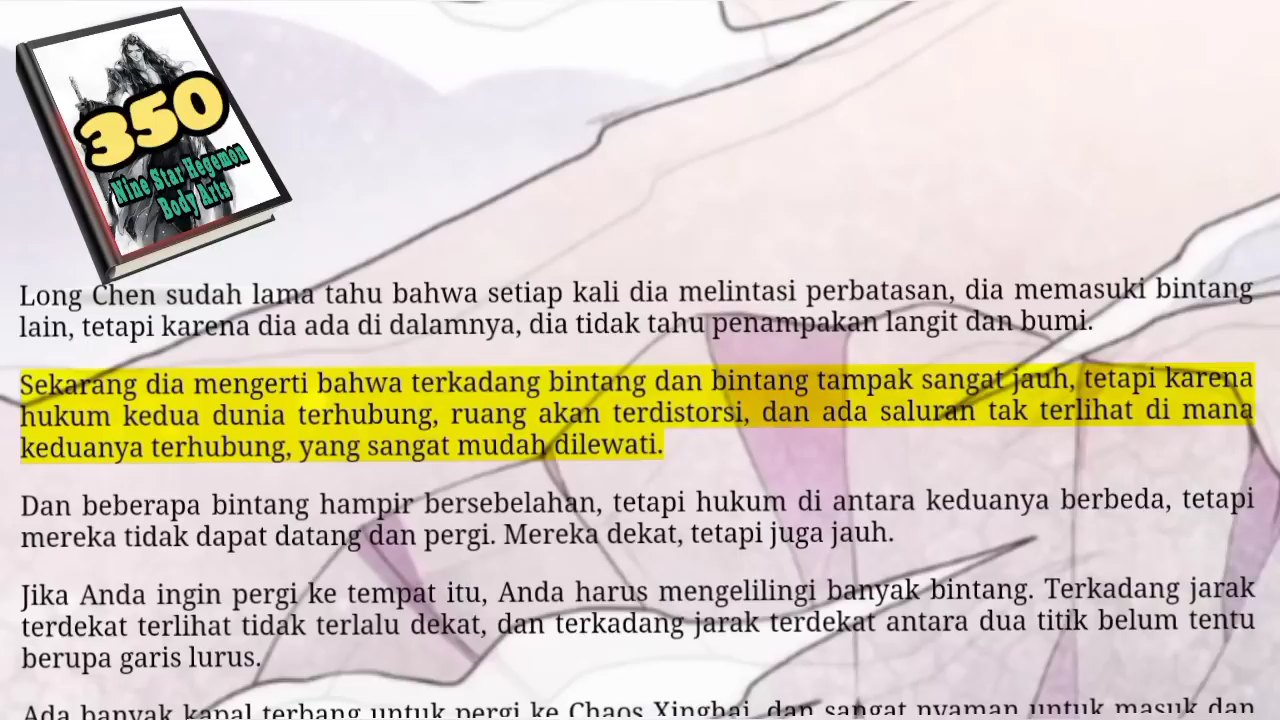 350
Nine Star Hegemon
Body Arts
Long Chen sudah lama tahu bahwa setiap kali dia melintasi perbatasan, dia memasuki bintang
lain, tetapi karena dia ada di dalamnya, dia tidak tahu penampakan langit dan bumi.
Sekarang dia mengerti bahwa terkadang bintang dan bintang tampak sangat jauh, tetapi karena
hukum kedua dunia terhubung, ruang akan terdistorsi, dan ada saluran tak terlihat di mana
keduanya terhubung, yang sangat mudah dilewati.
Dan beberapa bintang hampir bersebelahan, tetapi hukum di antara keduanya berbeda, tetapi
mereka tidak dapat datang dan pergi. Mereka dekat, tetapi juga jauh.
Jika Anda ingin pergi ke tempat itu, Anda harus mengelilingi banyak bintang. Terkadang jarak
terdekat terlihat tidak terlalu dekat, dan terkadang jarak terdekat antara dua titik belum tentu
berupa garis lurus.
Ada banyak kapal terbang untuk pergi ke Chaos Xinghai, dan sangat nyaman untuk masuk dan